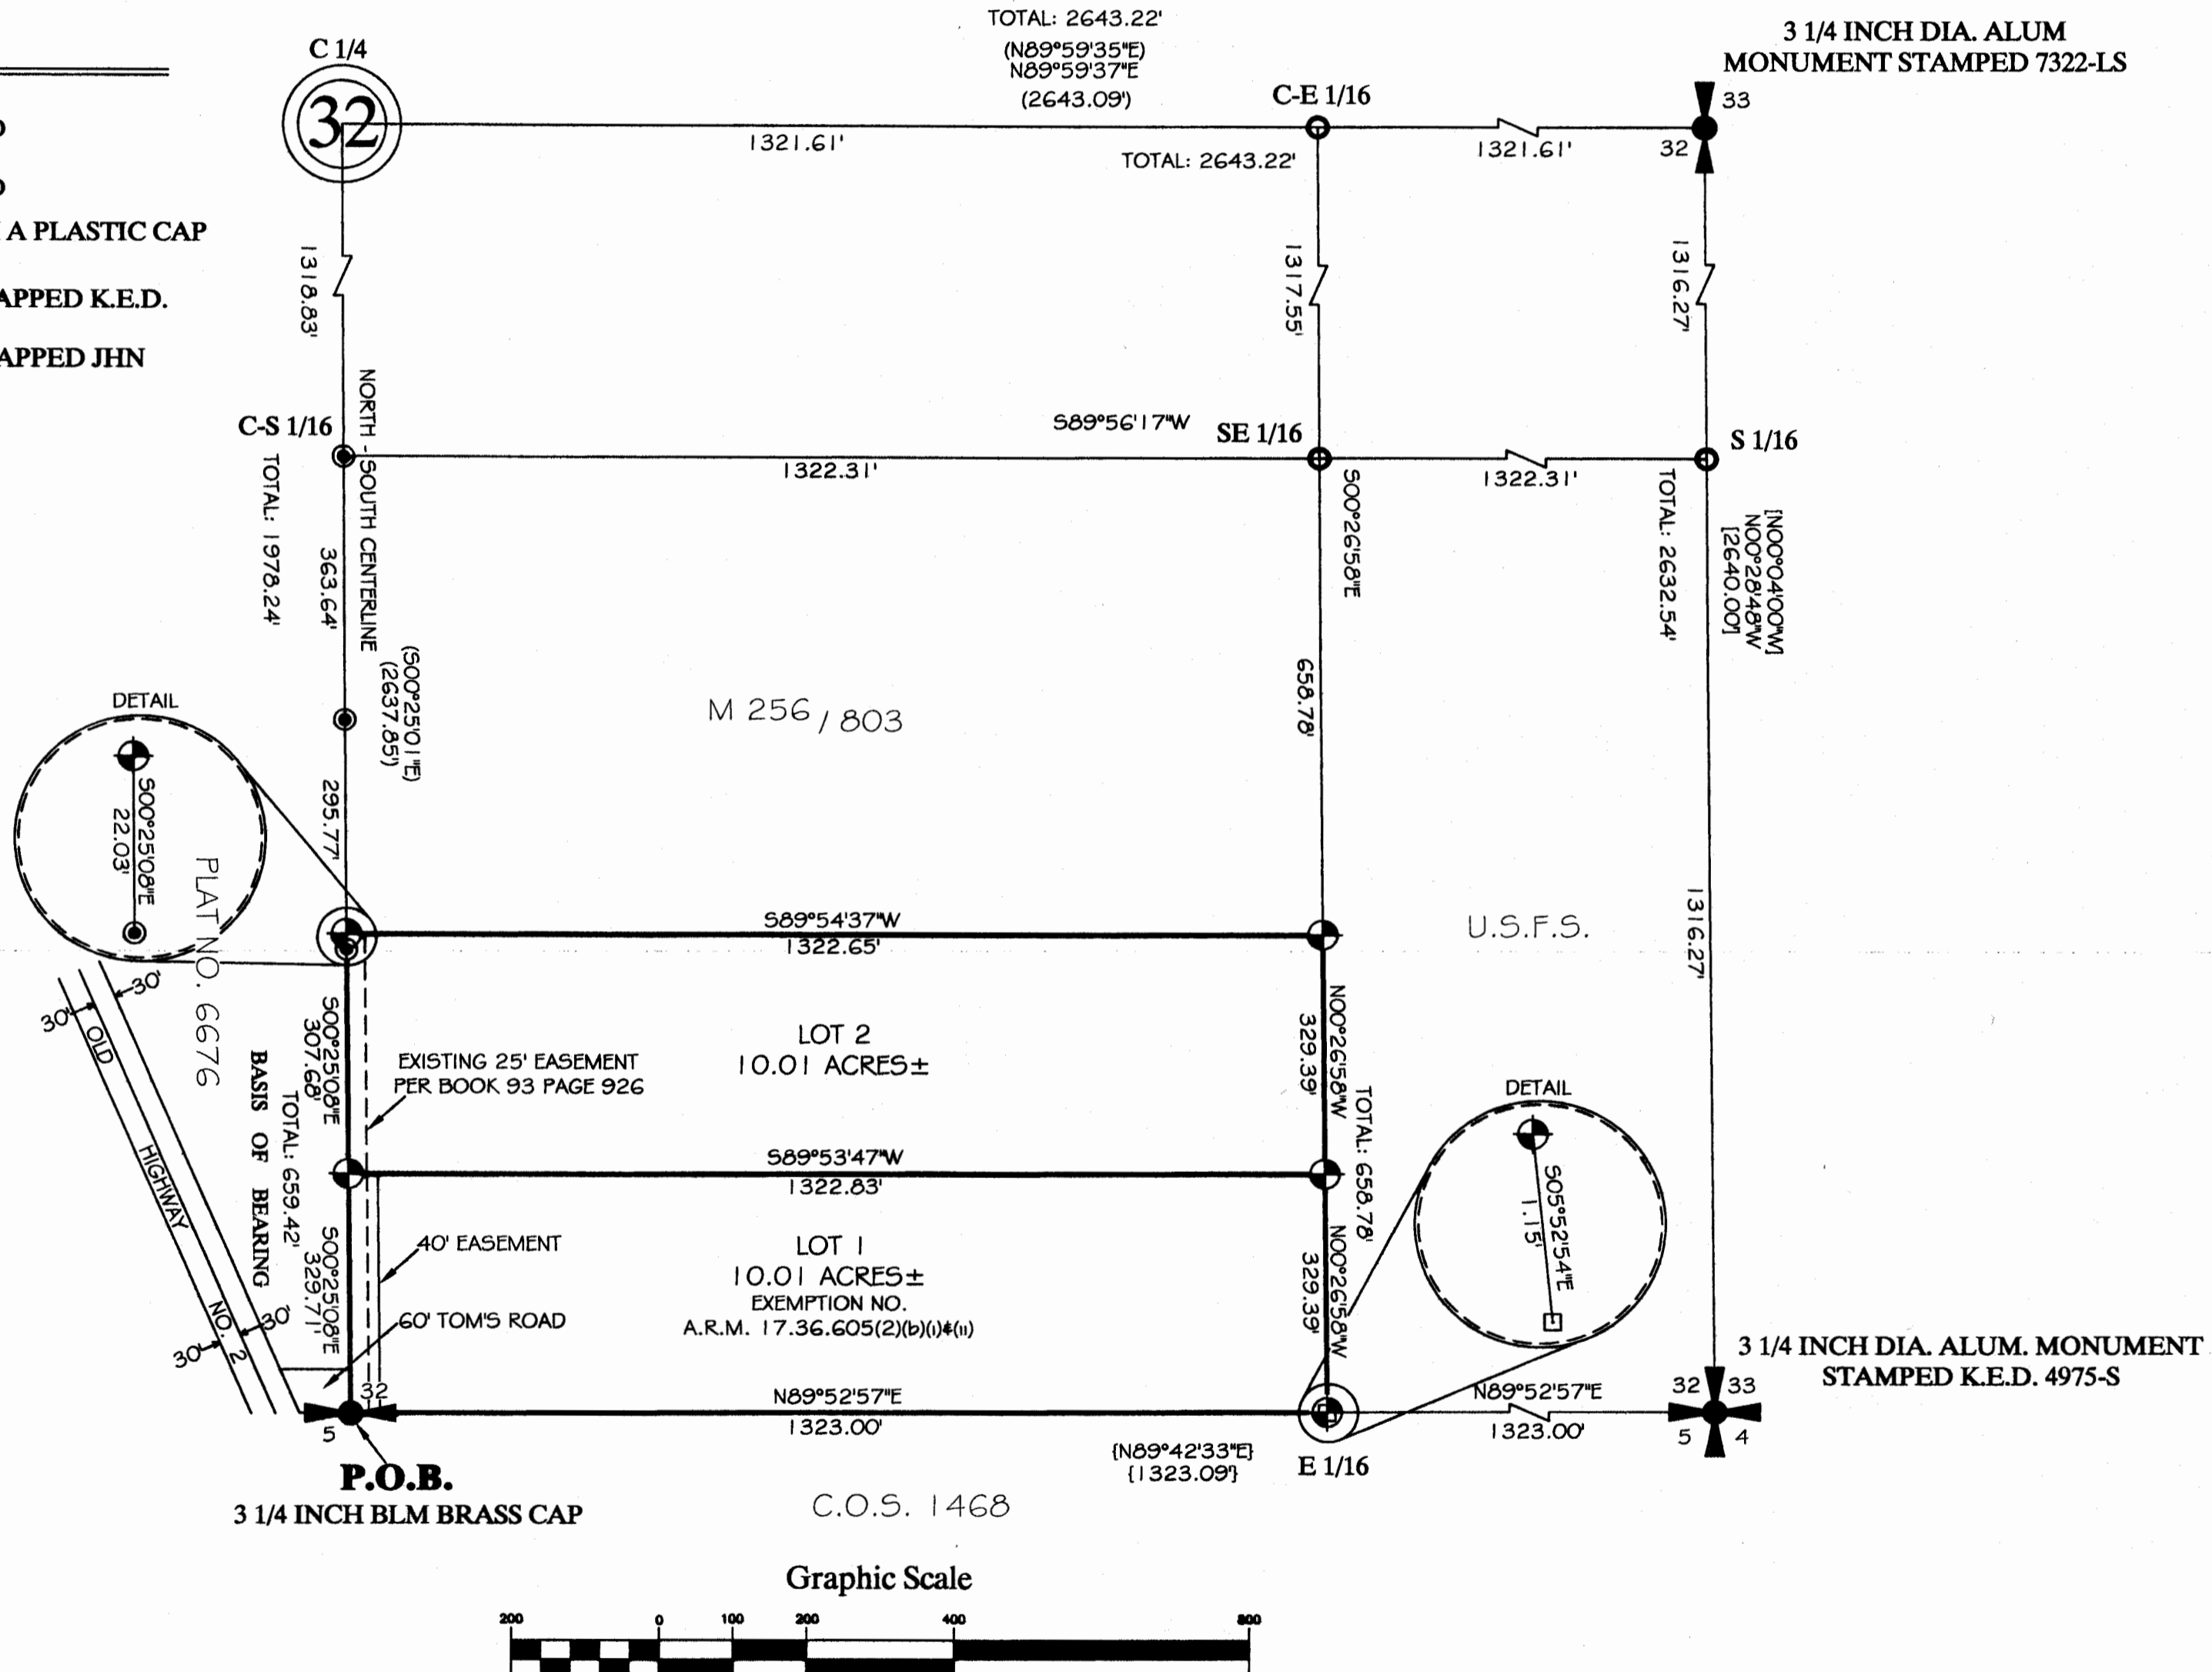 TOTAL: 2643.22'
(N89°59'35"E)
N89°59'37"E
(2643.09')
3 1/4 INCH DIA. ALUM
MONUMENT STAMPED 7322-LS
C 1/4
32
C-E 1/16
33
32
1321.61'
TOTAL: 2643.22'
1321.61'
A PLASTIC CAP
APPED K.E.D.
APPED JHN
1318.83'
1317.55'
1316.27'
C-S 1/16
NORTH - SOUTH CENTERLINE
S89°56'17"W
SE 1/16
S 1/16
1322.31'
1322.31'
TOTAL: 1978.24'
363.64'
S00°26'58"E
TOTAL: 2632.54'
[N00°04'00"W]
N00°28'48"W
[2640.00']
(S00°25'01"E)
(2637.85')
658.78'
M 256 / 803
DETAIL
S00°25'08"E
22.03'
295.77'
PLAT NO. 6676
S89°54'37"W
1322.65'
U.S.F.S.
1316.27'
30'
30'
OLD
HIGHWAY
NO. 2
30'
30'
BASIS OF BEARING
S00°25'08"E
307.68'
TOTAL: 659.42'
EXISTING 25' EASEMENT
PER BOOK 93 PAGE 926
LOT 2
10.01 ACRES±
N00°26'58"W
329.39'
TOTAL: 658.78'
S89°53'47"W
1322.83'
DETAIL
S05°52'54"E
1.15'
S00°25'08"E
329.71'
40' EASEMENT
60' TOM'S ROAD
LOT 1
10.01 ACRES±
EXEMPTION NO.
A.R.M. 17.36.605(2)(b)(i)&(ii)
N00°26'58"W
329.39'
3 1/4 INCH DIA. ALUM. MONUMENT
STAMPED K.E.D. 4975-S
32
5
N89°52'57"E
1323.00'
N89°52'57"E
1323.00'
32 33
5 4
{N89°42'33"E}
{1323.09'}
E 1/16
P.O.B.
3 1/4 INCH BLM BRASS CAP
C.O.S. 1468
Graphic Scale
200 0 100 200 400 800